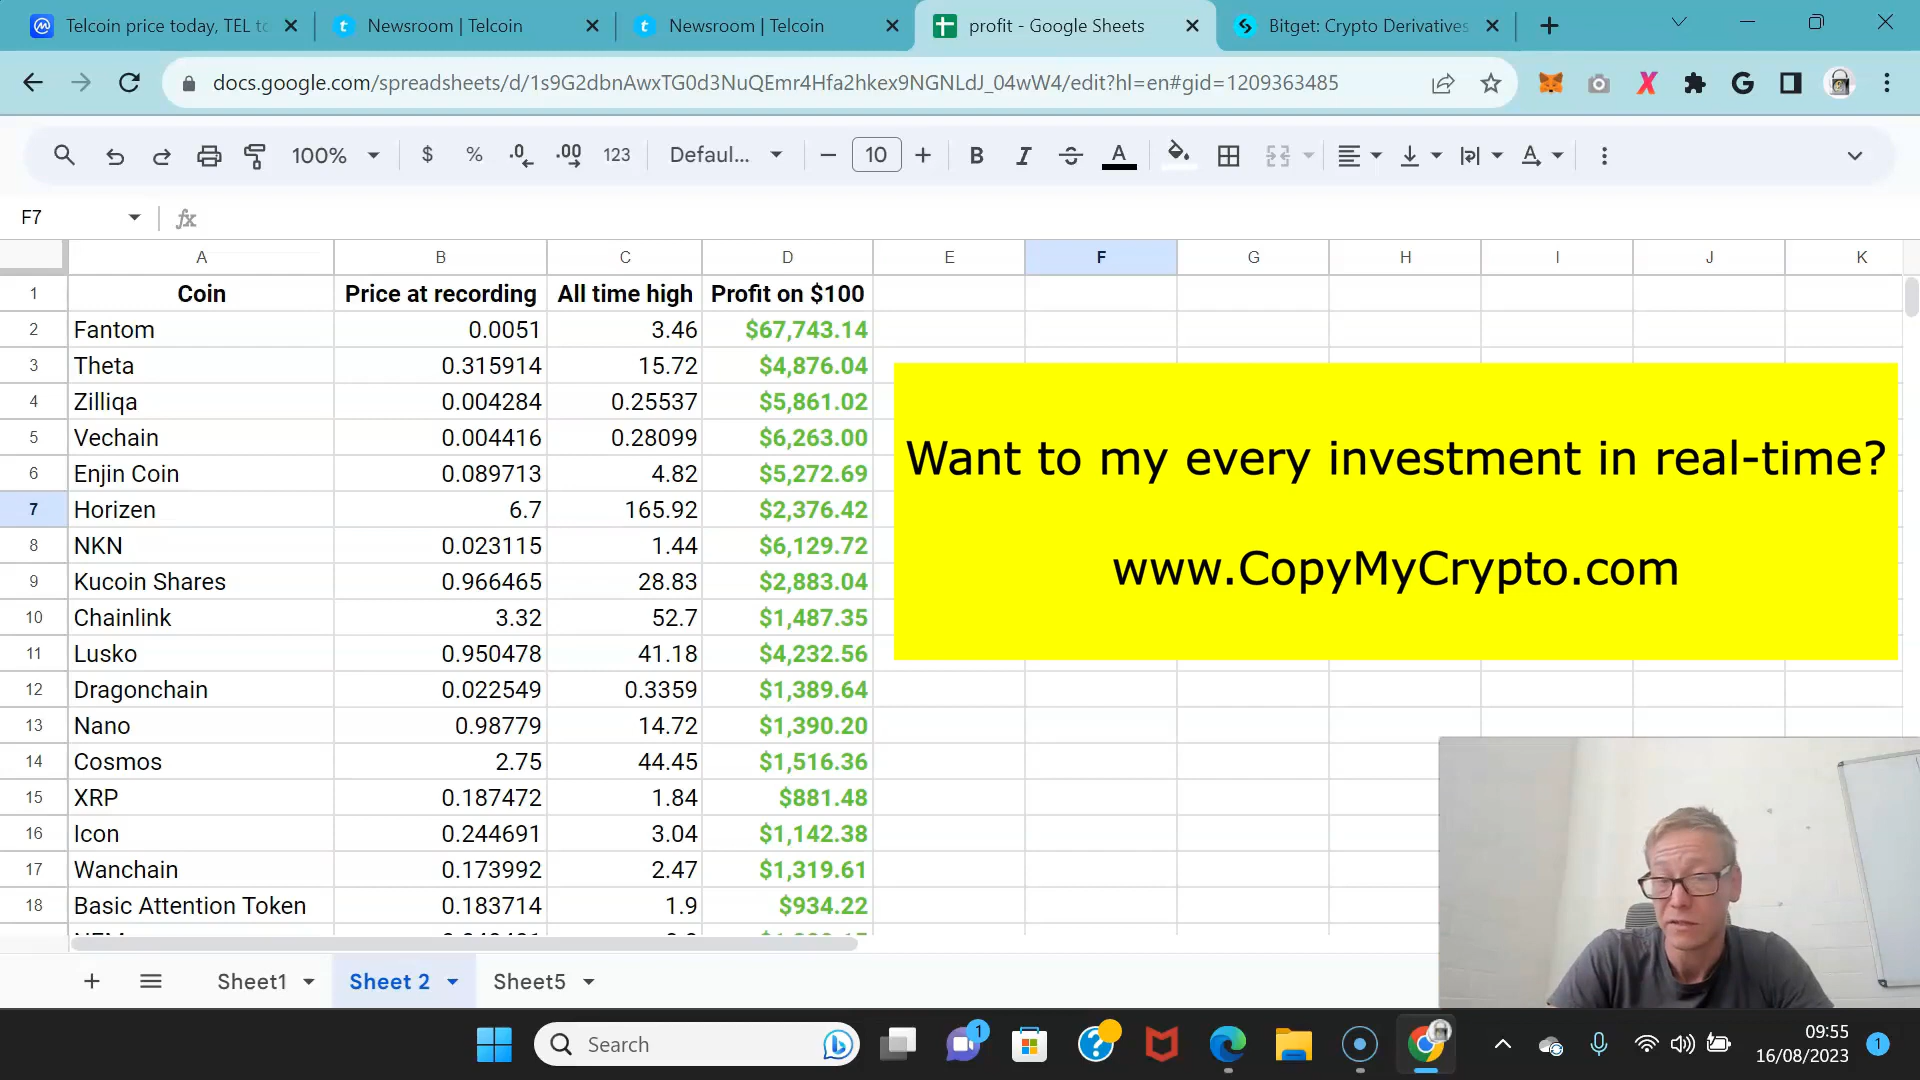 Telcoin price today, TEL to
Newsroom | Telcoin
Newsroom | Telcoin
profit - Google Sheets
Bitget: Crypto Derivatives
docs.google.com/spreadsheets/d/1s9G2dbnAwxTG0d3NuQEmr4Hfa2hkex9NGNLdJ_04wW4/edit?hl=en#gid=1209363485
100% $ % .0 .00 123 Defaul... 10 B I A
F7 fx
A B C D E F G H I J K
1 Coin Price at recording All time high Profit on $100
2 Fantom 0.0051 3.46 $67,743.14
3 Theta 0.315914 15.72 $4,876.04
4 Zilliqa 0.004284 0.25537 $5,861.02
5 Vechain 0.004416 0.28099 $6,263.00
6 Enjin Coin 0.089713 4.82 $5,272.69
7 Horizen 6.7 165.92 $2,376.42
8 NKN 0.023115 1.44 $6,129.72
9 Kucoin Shares 0.966465 28.83 $2,883.04
10 Chainlink 3.32 52.7 $1,487.35
11 Lusko 0.950478 41.18 $4,232.56
12 Dragonchain 0.022549 0.3359 $1,389.64
13 Nano 0.98779 14.72 $1,390.20
14 Cosmos 2.75 44.45 $1,516.36
15 XRP 0.187472 1.84 $881.48
16 Icon 0.244691 3.04 $1,142.38
17 Wanchain 0.173992 2.47 $1,319.61
18 Basic Attention Token 0.183714 1.9 $934.22
Want to my every investment in real-time?
www.CopyMyCrypto.com
Sheet1
Sheet 2
Sheet5
Search
1
09:55
16/08/2023
1